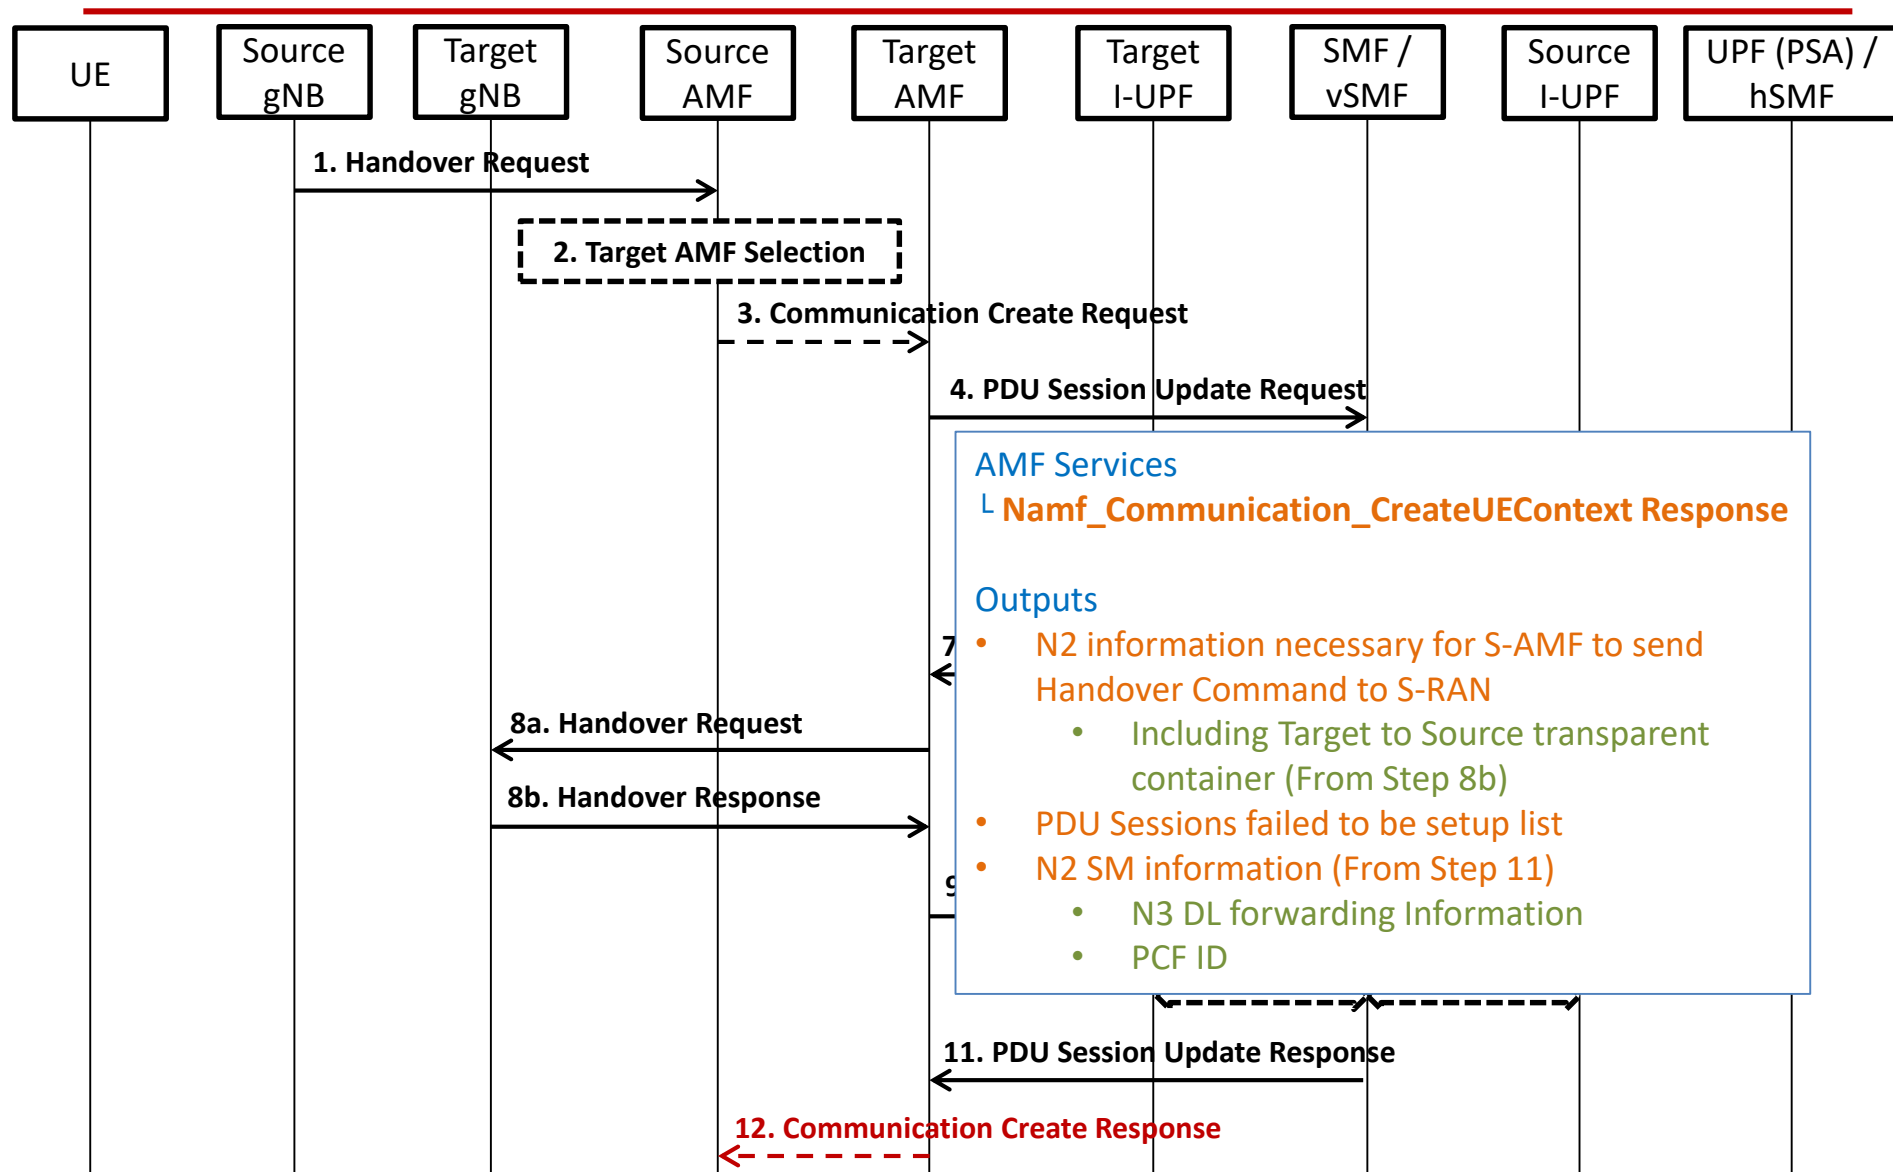 UE
Source
gNB
Target
gNB
Source
AMF
Target
AMF
Target
I-UPF
SMF /
vSMF
Source
I-UPF
UPF (PSA) /
hSMF
1. Handover Request
2. Target AMF Selection
3. Communication Create Request
4. PDU Session Update Request
AMF Services
└ Namf_Communication_CreateUEContext Response
Outputs
• N2 information necessary for S-AMF to send
Handover Command to S-RAN
• Including Target to Source transparent
container (From Step 8b)
• PDU Sessions failed to be setup list
• N2 SM information (From Step 11)
• N3 DL forwarding Information
• PCF ID
7
8a. Handover Request
8b. Handover Response
9
11. PDU Session Update Response
12. Communication Create Response